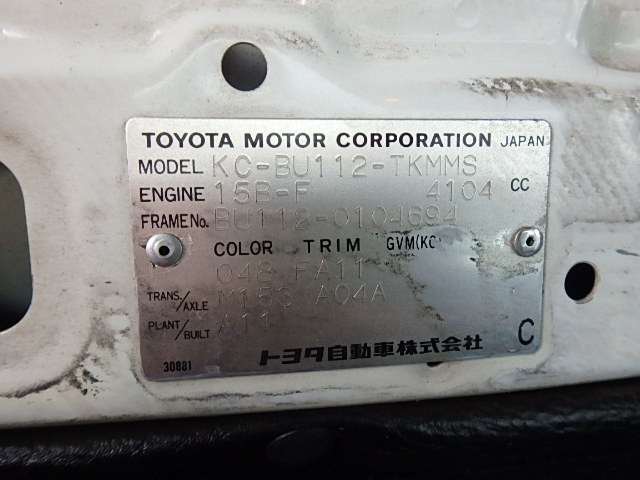 TOYOTA MOTOR CORPORATION JAPAN
MODEL KC-BU112-TKMMS
ENGINE 15B-F 4104 CC
FRAME No. BU112-0104694
COLOR TRIM GVM(KG
048 FA11
TRANS./AXLE M153 A04A
PLANT/BUILT A11
トヨタ自動車株式会社 C
30881